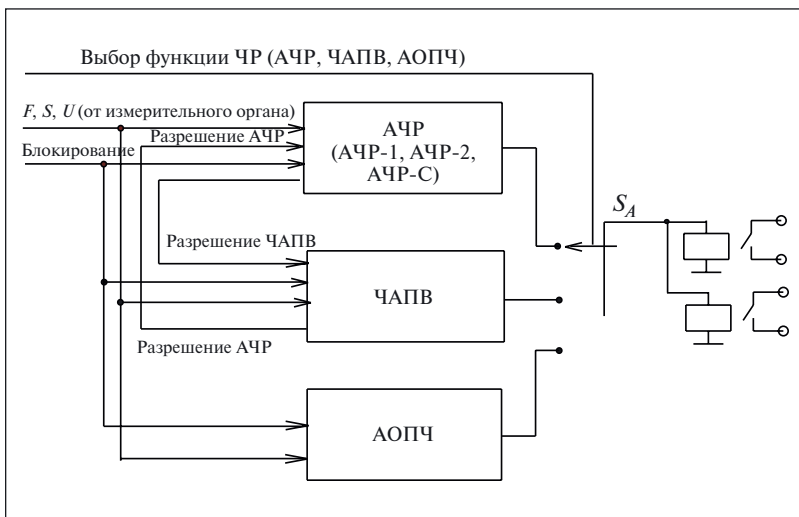 Выбор функции ЧР (АЧР, ЧАПВ, АОПЧ)
F, S, U (от измерительного органа)
Разрешение АЧР
Блокирование
АЧР
(АЧР-1, АЧР-2,
АЧР-С)
S_A
Разрешение ЧАПВ
ЧАПВ
Разрешение АЧР
АОПЧ